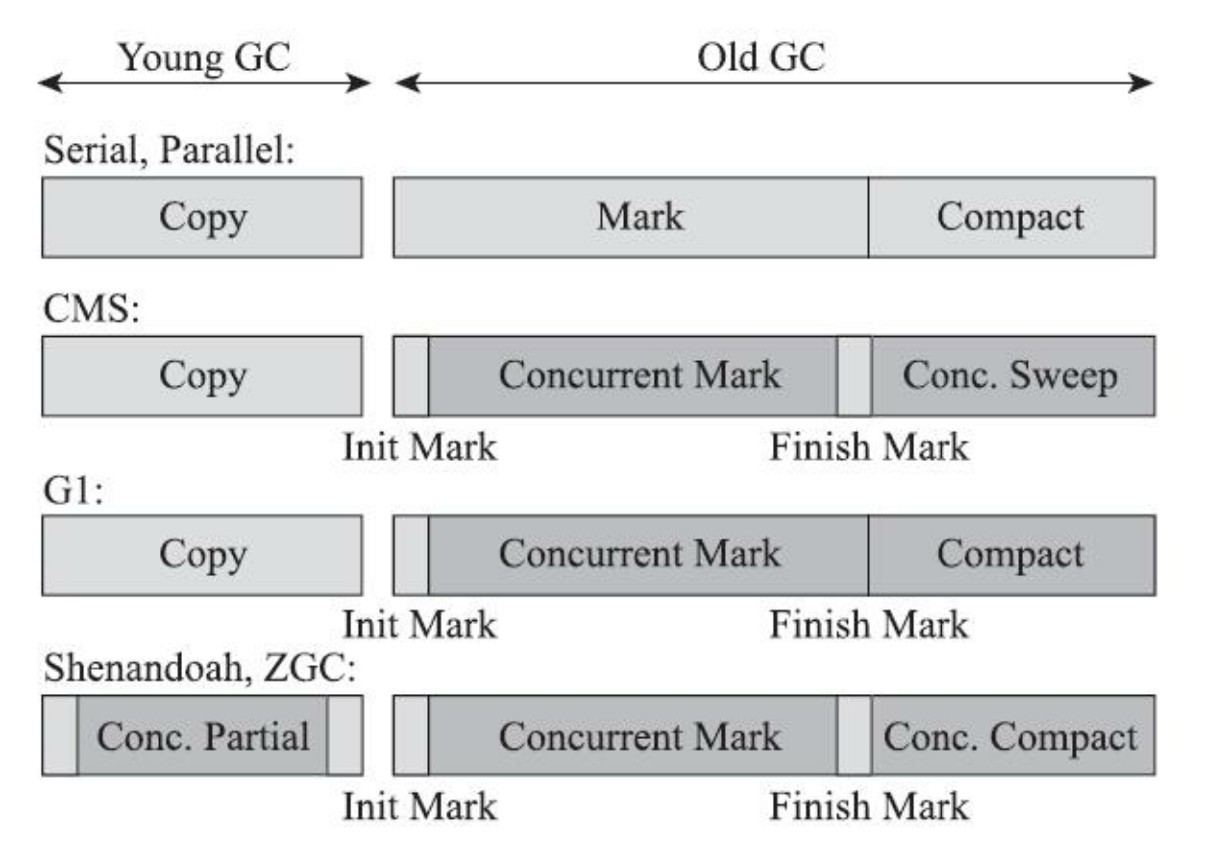 Young GC Old GC
Serial, Parallel:
Copy Mark Compact
CMS:
Copy Concurrent Mark Conc. Sweep
Init Mark Finish Mark
G1:
Copy Concurrent Mark Compact
Init Mark Finish Mark
Shenandoah, ZGC:
Conc. Partial Concurrent Mark Conc. Compact
Init Mark Finish Mark